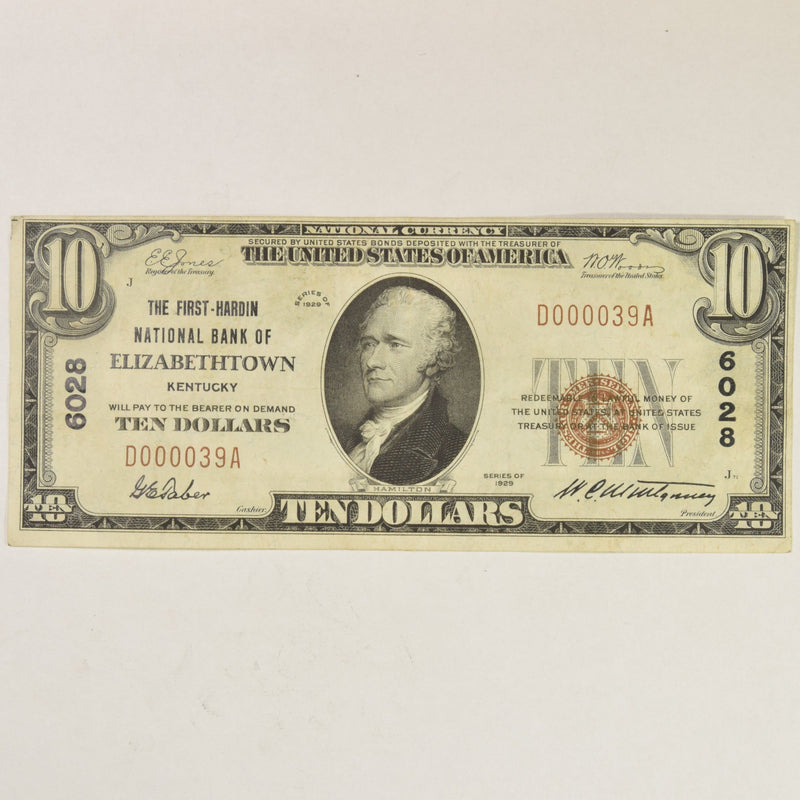 NATIONAL CURRENCY
SECURED BY UNITED STATES BONDS DEPOSITED WITH THE TREASURER OF
THE UNITED STATES OF AMERICA
10
10
E E Jones
Register of the Treasury.
W.O. Woods
Treasurer of the United States.
J
SERIES OF
1929
THE FIRST-HARDIN
NATIONAL BANK OF
ELIZABETHTOWN
KENTUCKY
WILL PAY TO THE BEARER ON DEMAND
TEN DOLLARS
D000039A
6028
D000039A
6028
TEN
REDEEMABLE IN LAWFUL MONEY OF
THE UNITED STATES AT UNITED STATES
TREASURY OR AT THE BANK OF ISSUE
HAMILTON
SERIES OF
1929
J
Cashier.
President.
TEN
TEN DOLLARS
TEN